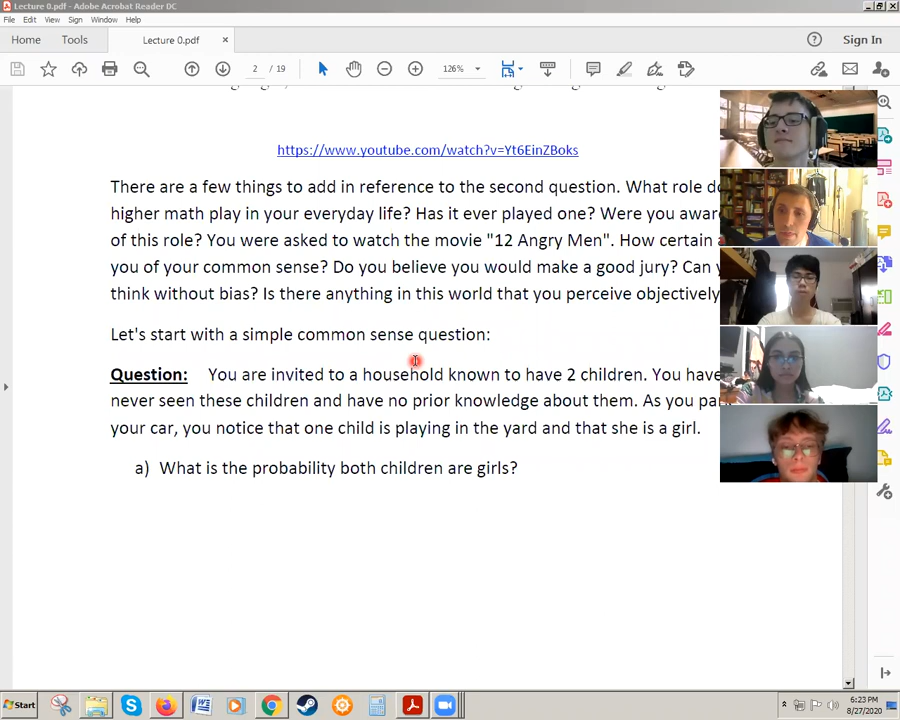 Lecture 0.pdf - Adobe Acrobat Reader DC
File Edit View Sign Window Help
Home Tools Lecture 0.pdf × Sign In
2 / 19 126%
https://www.youtube.com/watch?v=Yt6EinZBoks
There are a few things to add in reference to the second question. What role
higher math play in your everyday life? Has it ever played one? Were you
of this role? You were asked to watch the movie "12 Angry Men". How certain
you of your common sense? Do you believe you would make a good jury? Can
think without bias? Is there anything in this world that you perceive objectively
Let's start with a simple common sense question:
Question: You are invited to a household known to have 2 children. You have
never seen these children and have no prior knowledge about them. As you
your car, you notice that one child is playing in the yard and that she is a girl.
a) What is the probability both children are girls?
Start
6:23 PM
8/27/2020